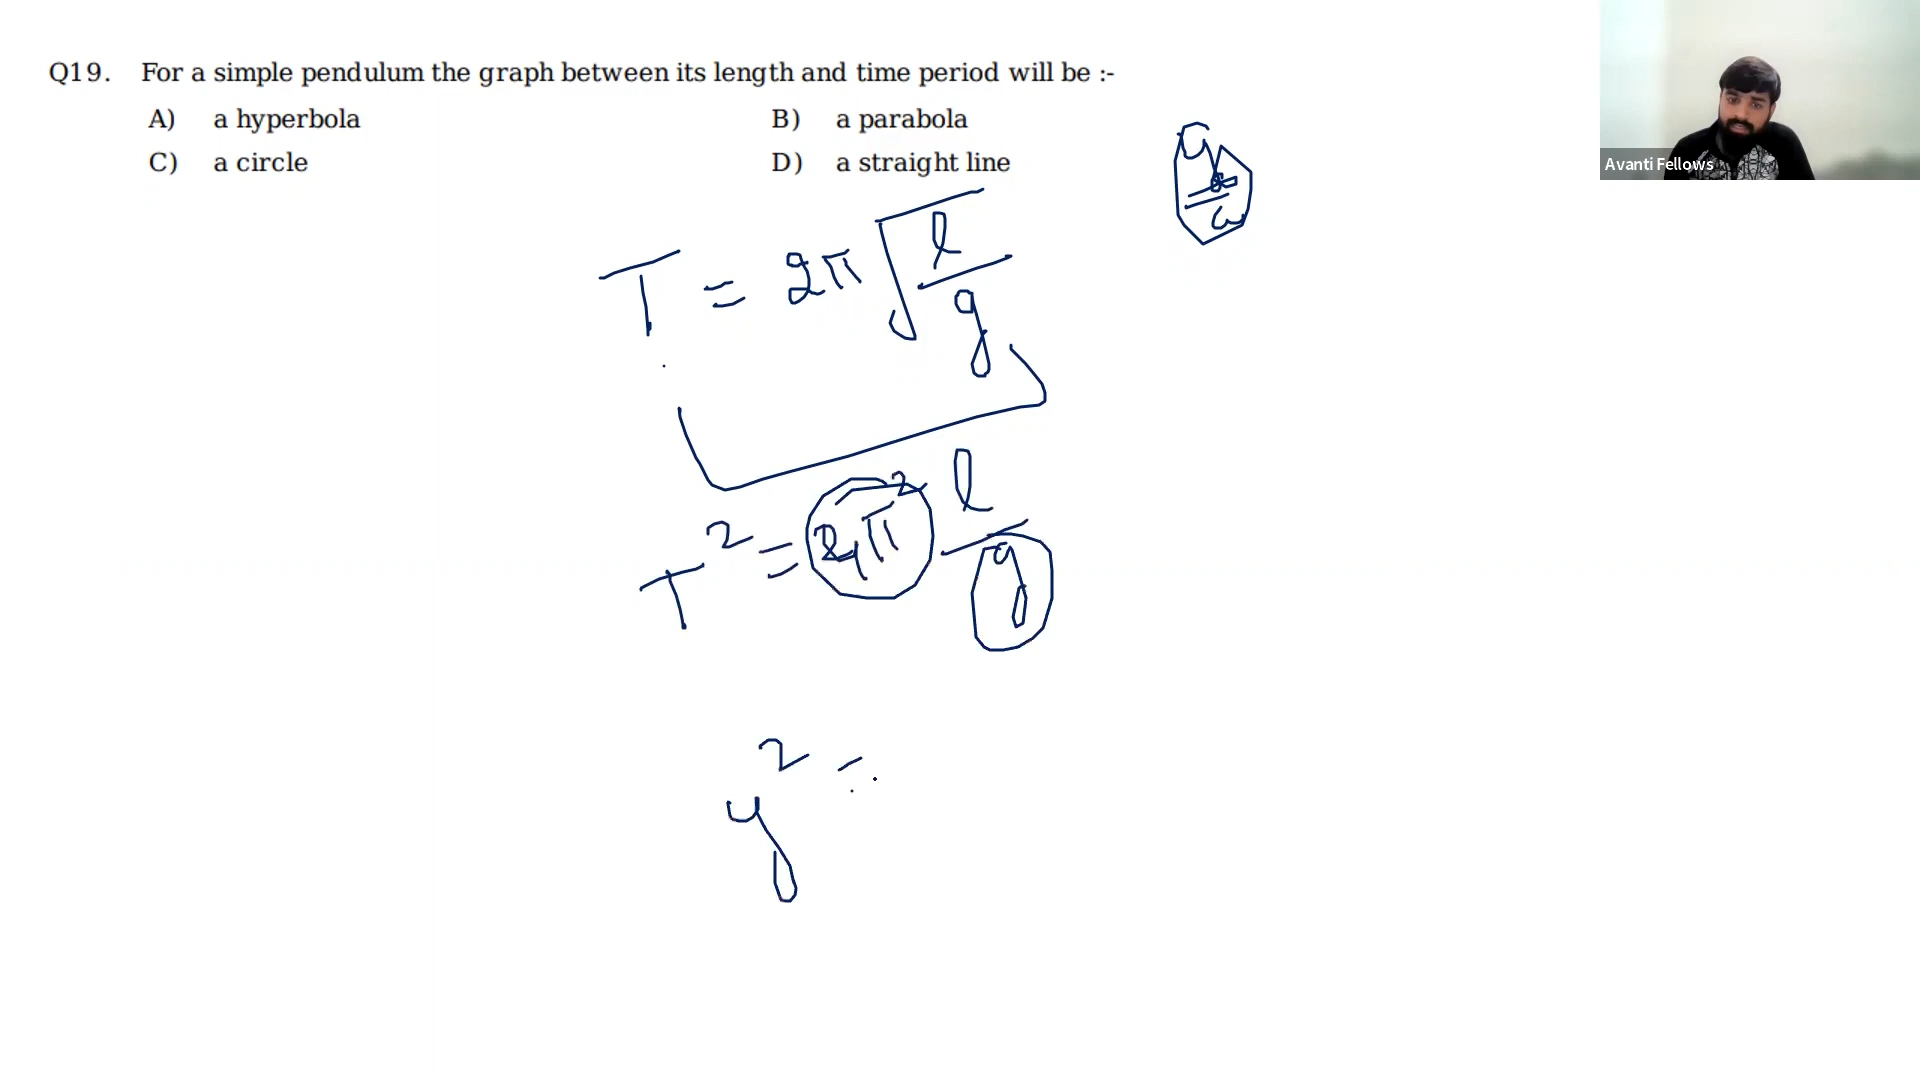 Q19. For a simple pendulum the graph between its length and time period will be :-
A) a hyperbola B) a parabola
C) a circle D) a straight line
Avanti Fellows
T = 2π √(l/g)
T² = 4π² l/g
y² =